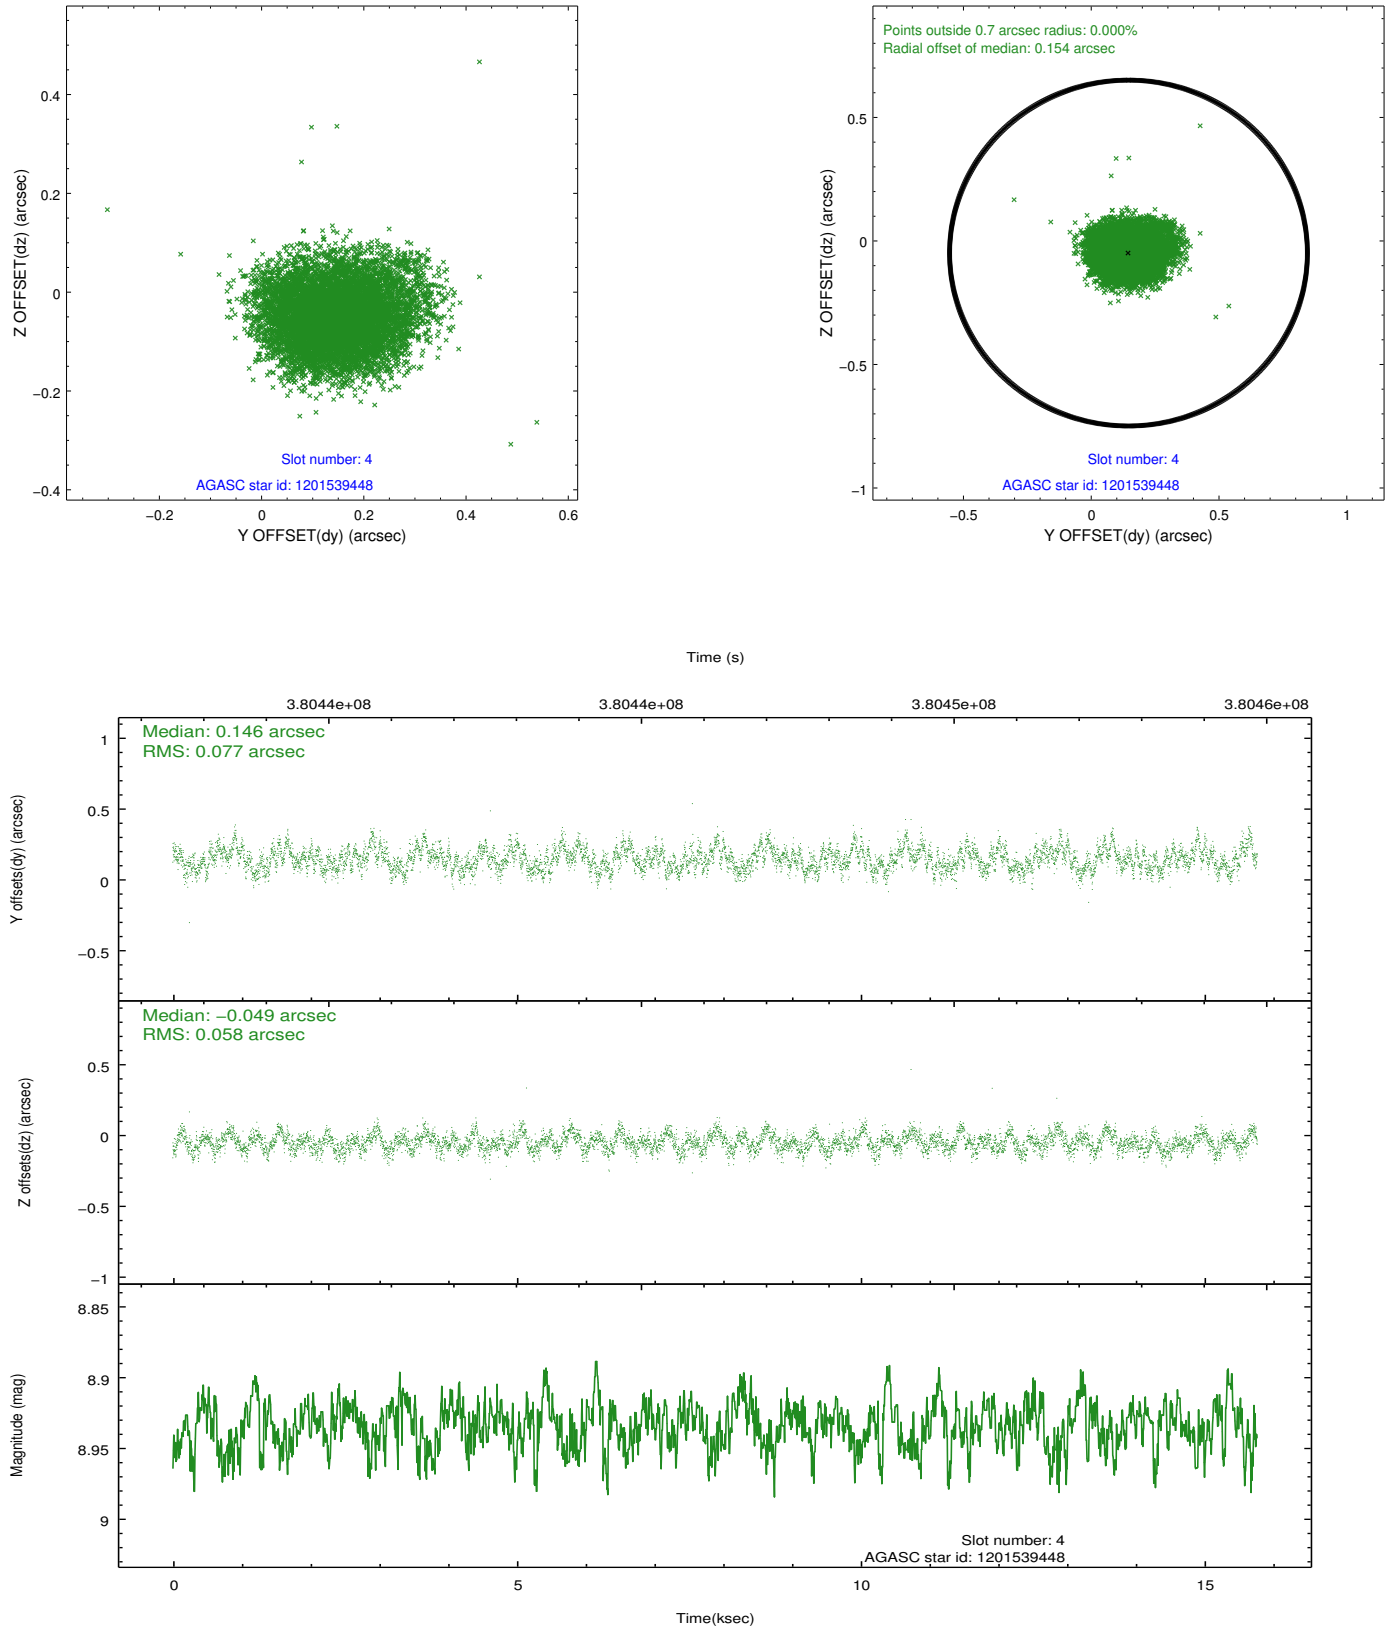 0.4
0.2
0
−0.2
−0.4
Z OFFSET(dz) (arcsec)
Slot number: 4
AGASC star id: 1201539448
−0.2 0 0.2 0.4 0.6
Y OFFSET(dy) (arcsec)
Points outside 0.7 arcsec radius: 0.000%
Radial offset of median: 0.154 arcsec
0.5
0
−0.5
−1
Z OFFSET(dz) (arcsec)
Slot number: 4
AGASC star id: 1201539448
−0.5 0 0.5 1
Y OFFSET(dy) (arcsec)
Time (s)
3.8044e+08 3.8044e+08 3.8045e+08 3.8046e+08
Median: 0.146 arcsec
RMS: 0.077 arcsec
1
0.5
0
−0.5
Y offsets(dy) (arcsec)
Median: −0.049 arcsec
RMS: 0.058 arcsec
0.5
0
−0.5
−1
Z offsets(dz) (arcsec)
8.85
8.9
8.95
9
Magnitude (mag)
Slot number: 4
AGASC star id: 1201539448
0 5 10 15
Time(ksec)